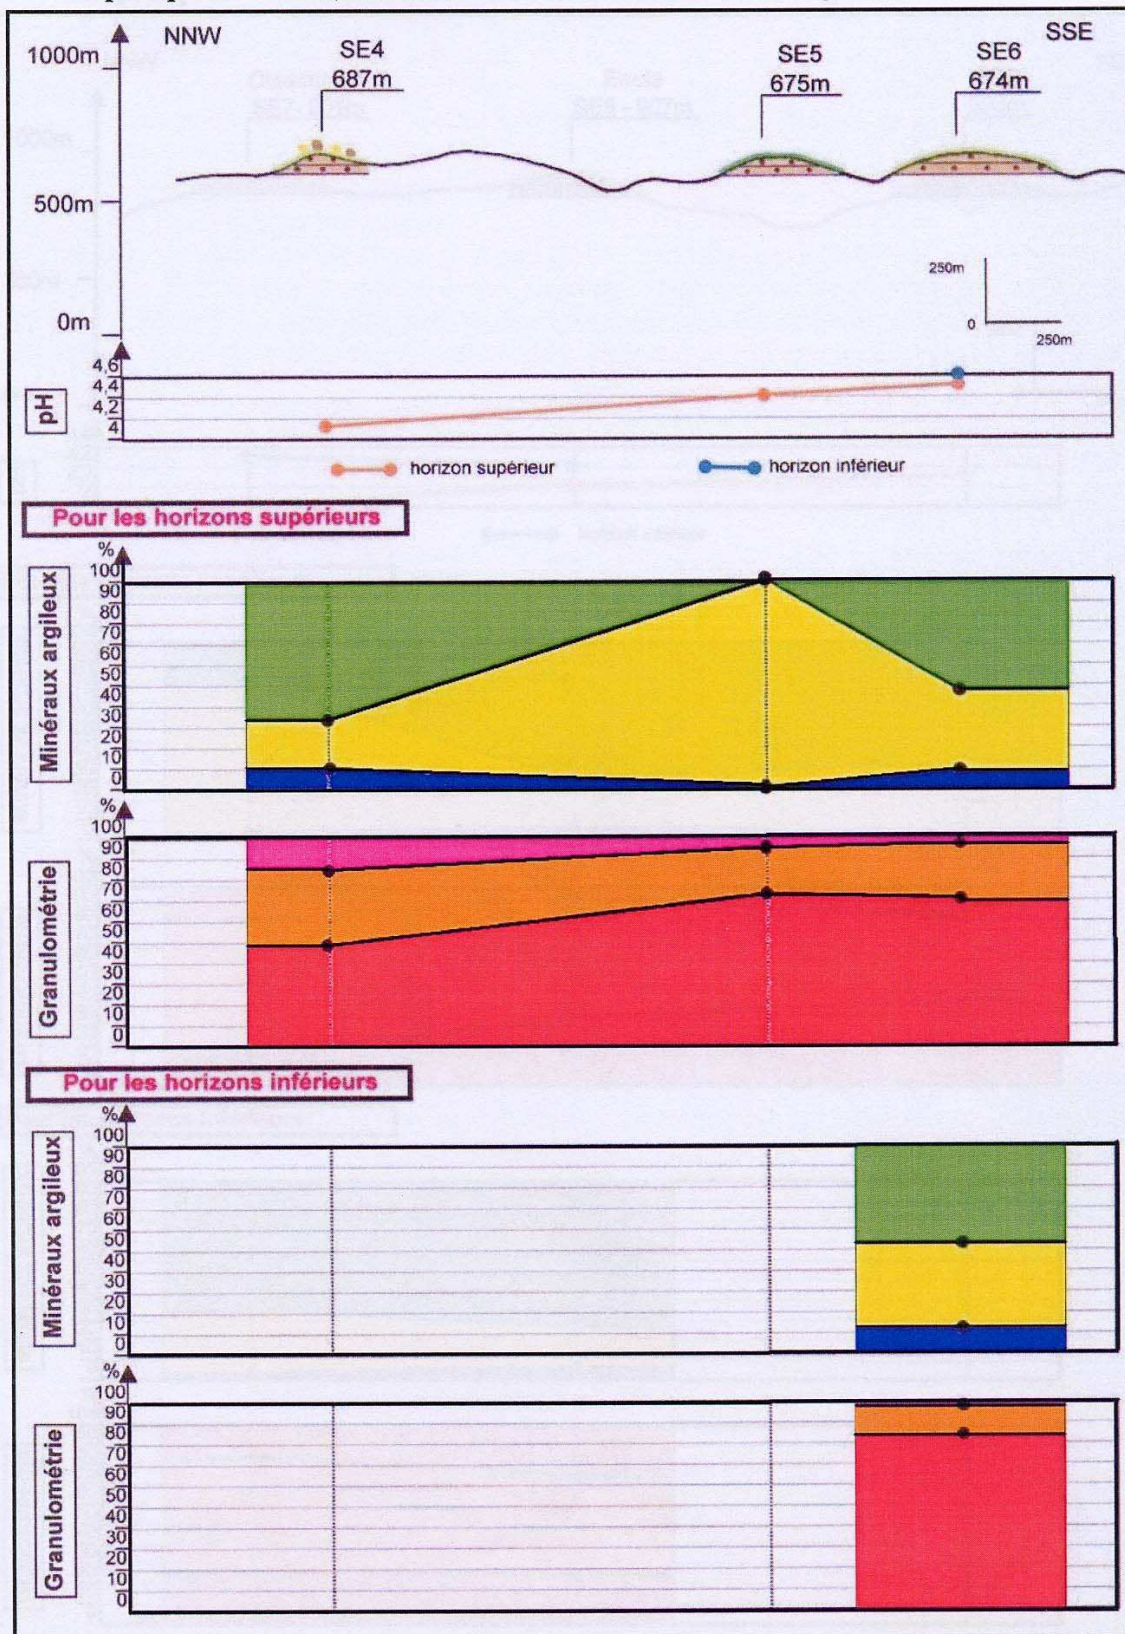 NNW
SSE
SE4
687m
SE5
675m
SE6
674m
1000m
500m
0m
250m
0
250m
pH
4,6
4,4
4,2
4
horizon supérieur
horizon inférieur
Pour les horizons supérieurs
Minéraux argileux
%
100
90
80
70
60
50
40
30
20
10
0
Granulométrie
%
100
90
80
70
60
50
40
30
20
10
0
Pour les horizons inférieurs
Minéraux argileux
%
100
90
80
70
60
50
40
30
20
10
0
Granulométrie
%
100
90
80
70
60
50
40
30
20
10
0